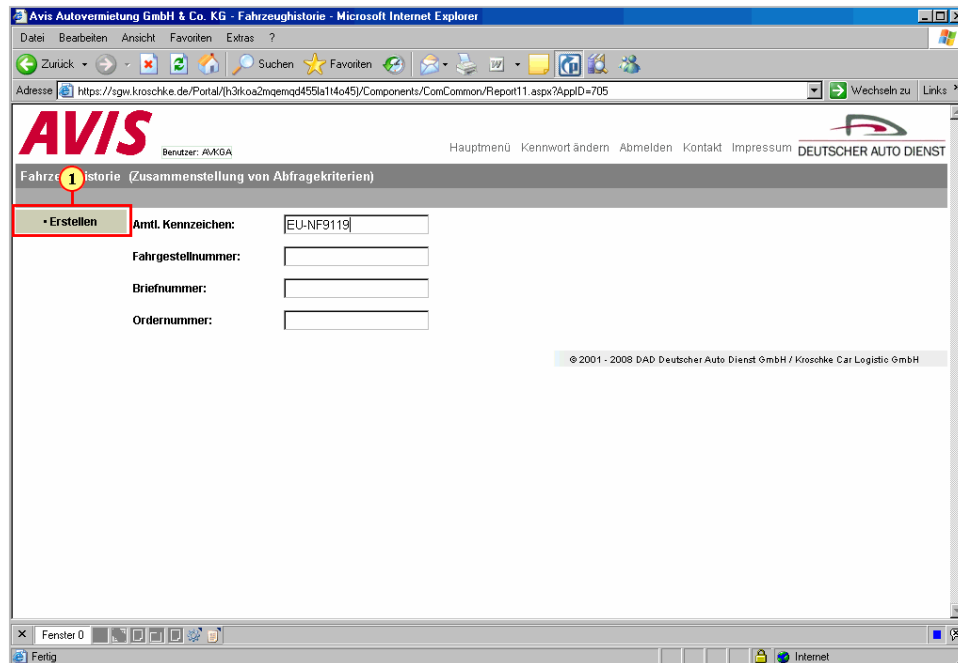 Avis Autovermietung GmbH & Co. KG - Fahrzeughistorie - Microsoft Internet Explorer
Datei Bearbeiten Ansicht Favoriten Extras ?
Zurück Suchen Favoriten
Adresse https://sgw.kroschke.de/Portal/(h3rkoa2mqemqd455la1t4o45)/Components/ComCommon/Report11.aspx?AppID=705 Wechseln zu Links
AVIS
Benutzer: AVKGA
Hauptmenü Kennwort ändern Abmelden Kontakt Impressum
DEUTSCHER AUTO DIENST
Fahrze istorie (Zusammenstellung von Abfragekriterien)
1
• Erstellen
Amtl. Kennzeichen: EU-NF9119
Fahrgestellnummer:
Briefnummer:
Ordernummer:
© 2001 - 2008 DAD Deutscher Auto Dienst GmbH / Kroschke Car Logistic GmbH
Fenster 0
Fertig Internet